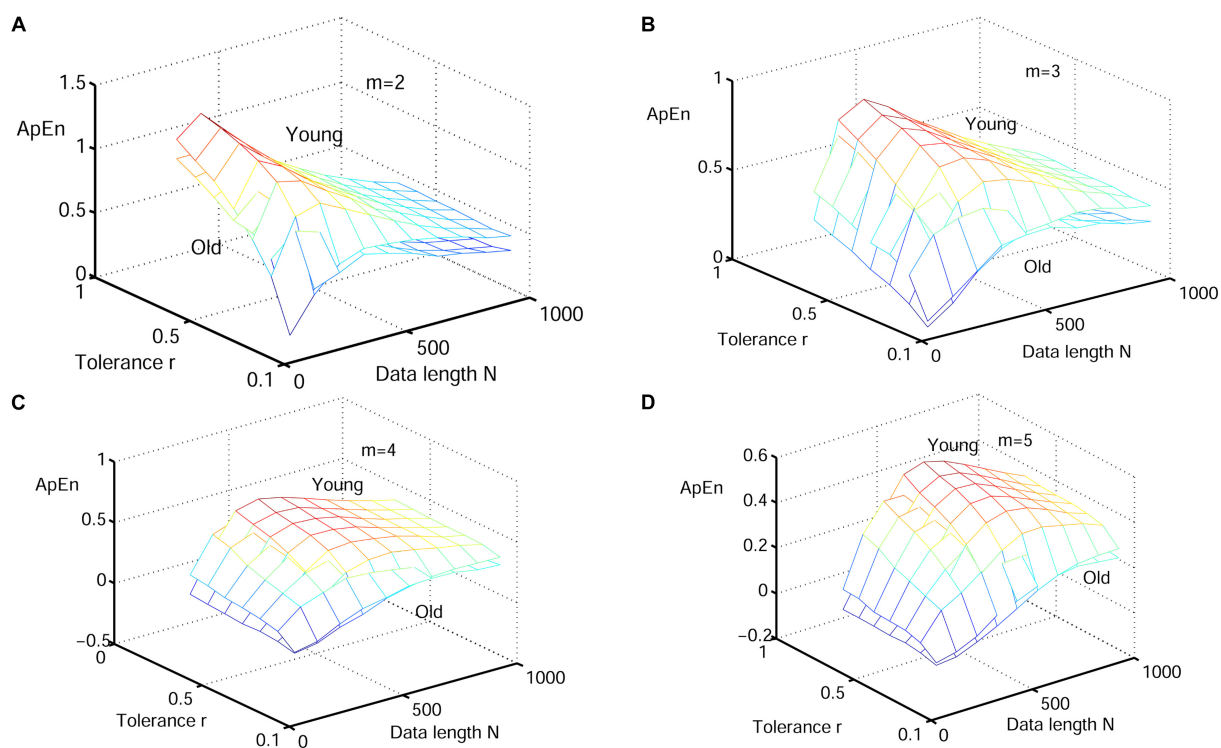 A
1.5
m=2
ApEn
1
Young
0.5
Old
0
1
0.5
1000
Tolerance r
500
0.1
0
Data length N
B
1
m=3
ApEn
Young
0.5
0
1
Old
0.5
1000
Tolerance r
500
0.1
0
Data length N
C
1
m=4
ApEn
Young
0.5
0
Old
−0.5
0
0.5
1000
Tolerance r
500
0.1
0
Data length N
D
0.6
Young
m=5
ApEn
0.4
0.2
Old
0
−0.2
1
0.5
1000
Tolerance r
500
0.1
0
Data length N